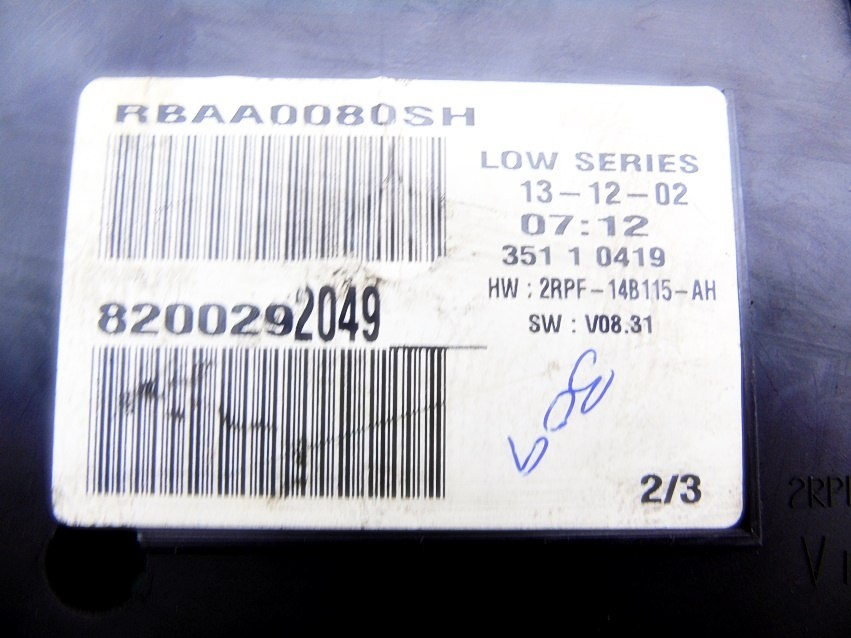 RBAA0080SH
LOW SERIES
13-12-02
07:12
351 1 0419
HW : 2RPF-14B115-AH
SW : V08.31
8200292049
2/3